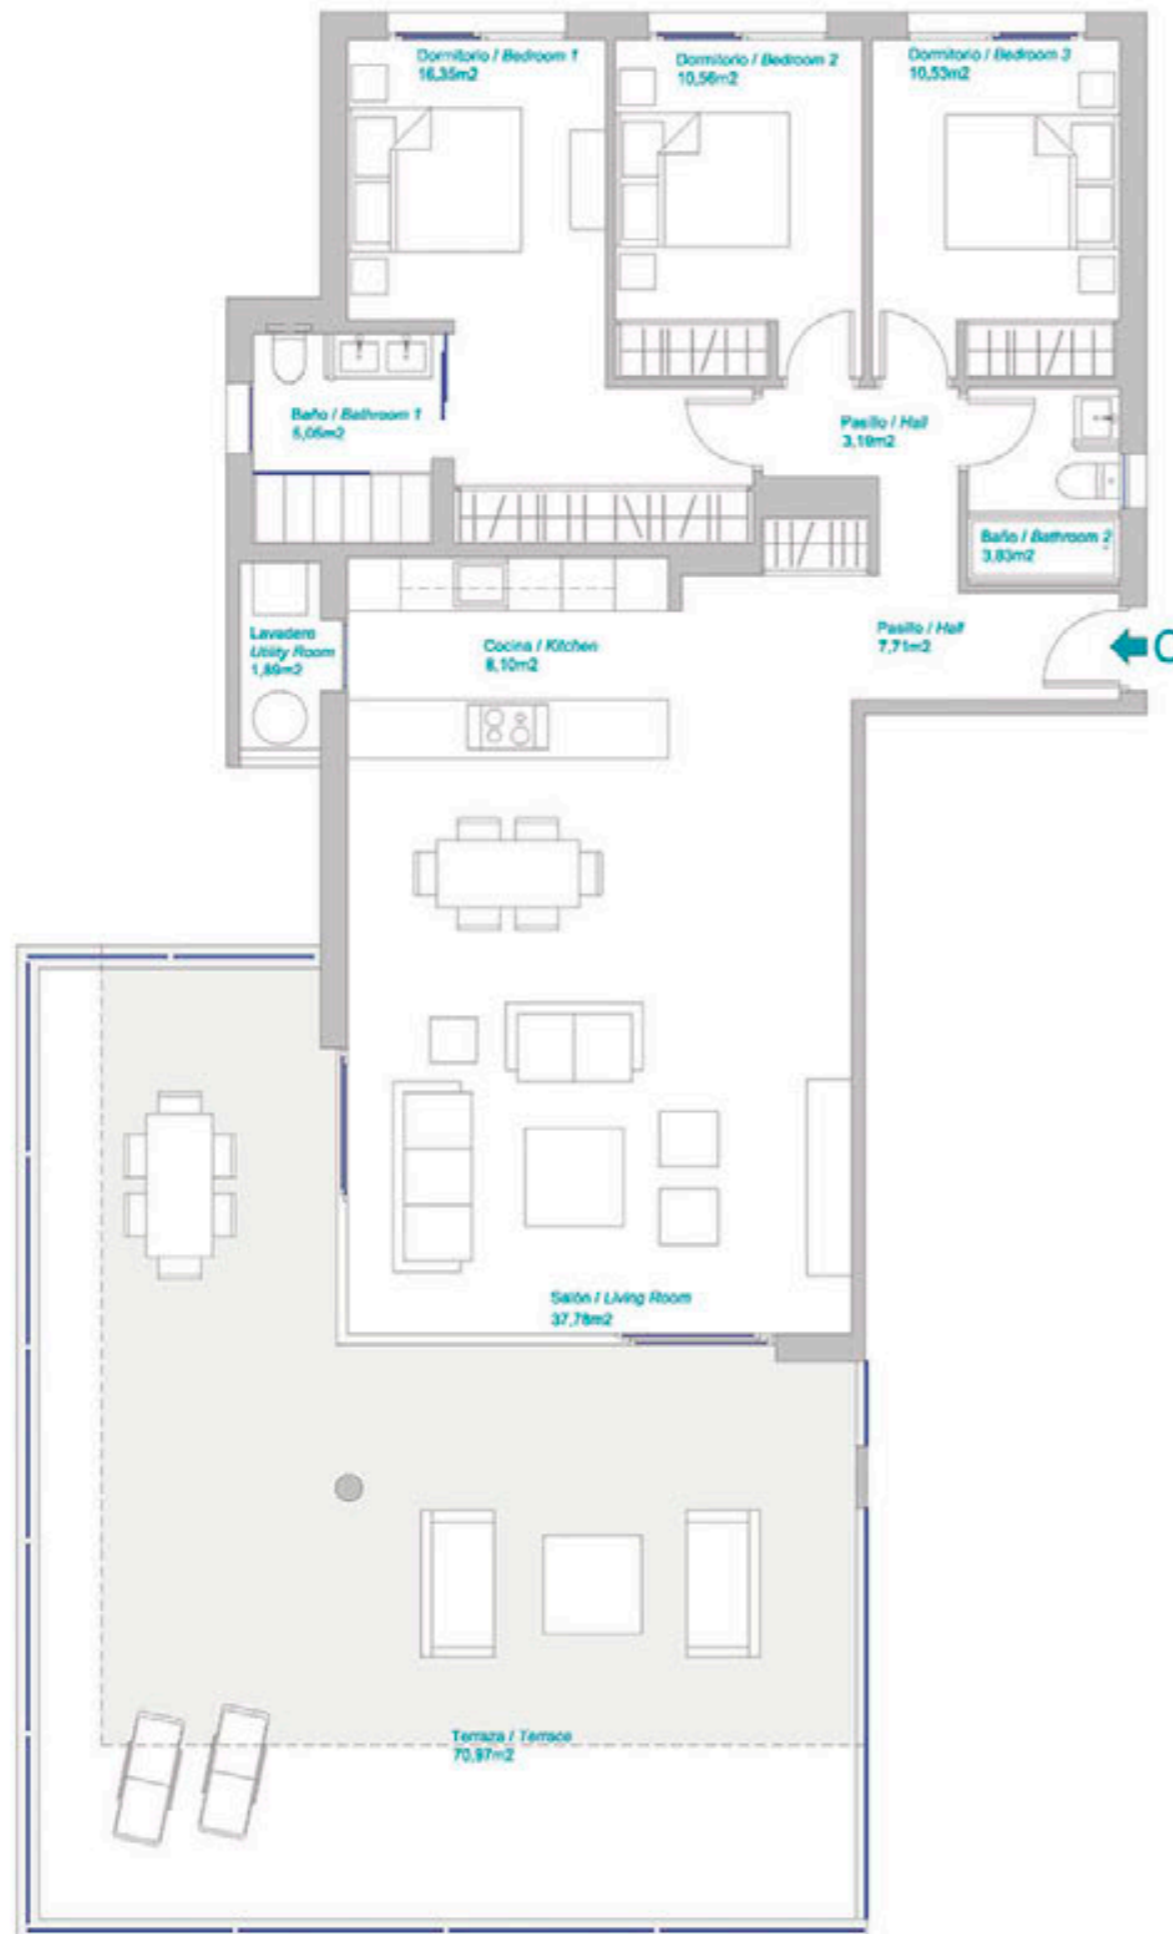 Dormitorio / Bedroom 1
16,35m2
Dormitorio / Bedroom 2
10,56m2
Dormitorio / Bedroom 3
10,53m2
Baño / Bathroom 1
5,05m2
Pasillo / Hall
3,19m2
Baño / Bathroom 2
3,83m2
Lavadero
Utility Room
1,89m2
Cocina / Kitchen
8,10m2
Pasillo / Hall
7,71m2
C
Salón / Living Room
37,78m2
Terraza / Terrace
70,97m2